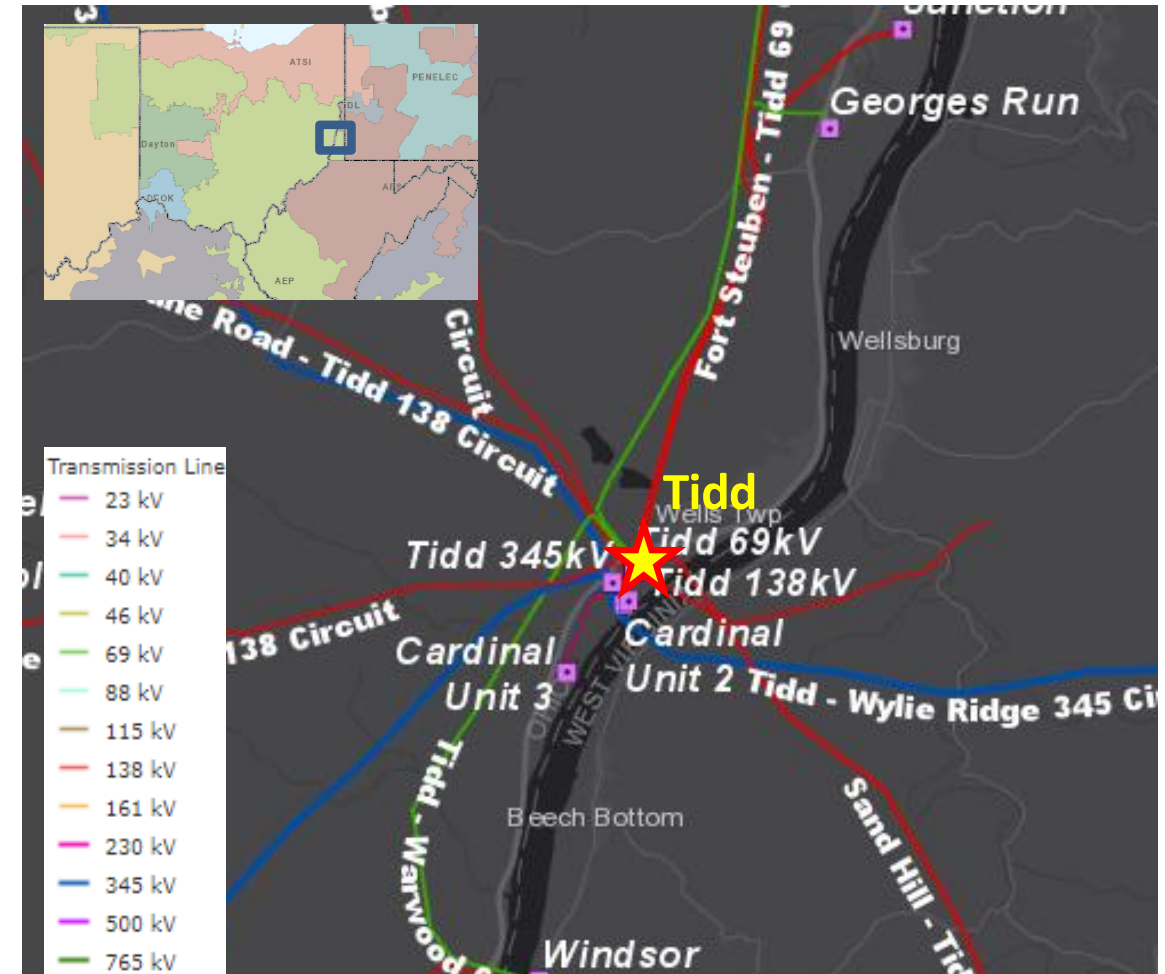 ATSI
PENELEC
DL
Dayton
DEOK
APS
AEP
Junction
Georges Run
Fort Steuben - Tidd 69
Wellsburg
Circuit
Road - Tidd 138 Circuit
Tidd
Wells Twp
Tidd 345kV
Tidd 69kV
Tidd 138kV
138 Circuit
Cardinal
Unit 3
Cardinal
Unit 2
WEST VIRGINIA
Tidd - Wylie Ridge 345
Tidd - Warwood
Beech Bottom
Sand Hill -
Windsor
Transmission Line
23 kV
34 kV
40 kV
46 kV
69 kV
88 kV
115 kV
138 kV
161 kV
230 kV
345 kV
500 kV
765 kV